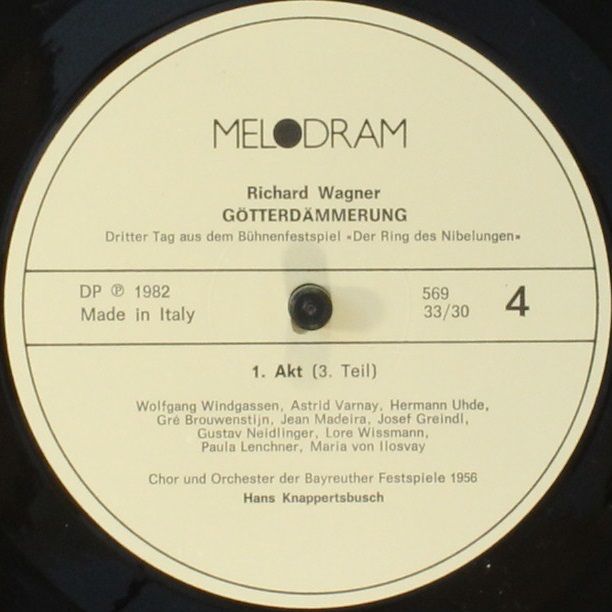 MELODRAM
Richard Wagner
GÖTTERDÄMMERUNG
Dritter Tag aus dem Bühnenfestspiel «Der Ring des Nibelungen»
DP ℗ 1982
Made in Italy
569
33/30
4
1. Akt (3. Teil)
Wolfgang Windgassen, Astrid Varnay, Hermann Uhde,
Gré Brouwenstijn, Jean Madeira, Josef Greindl,
Gustav Neidlinger, Lore Wissmann,
Paula Lenchner, Maria von Ilosvay
Chor und Orchester der Bayreuther Festspiele 1956
Hans Knappertsbusch